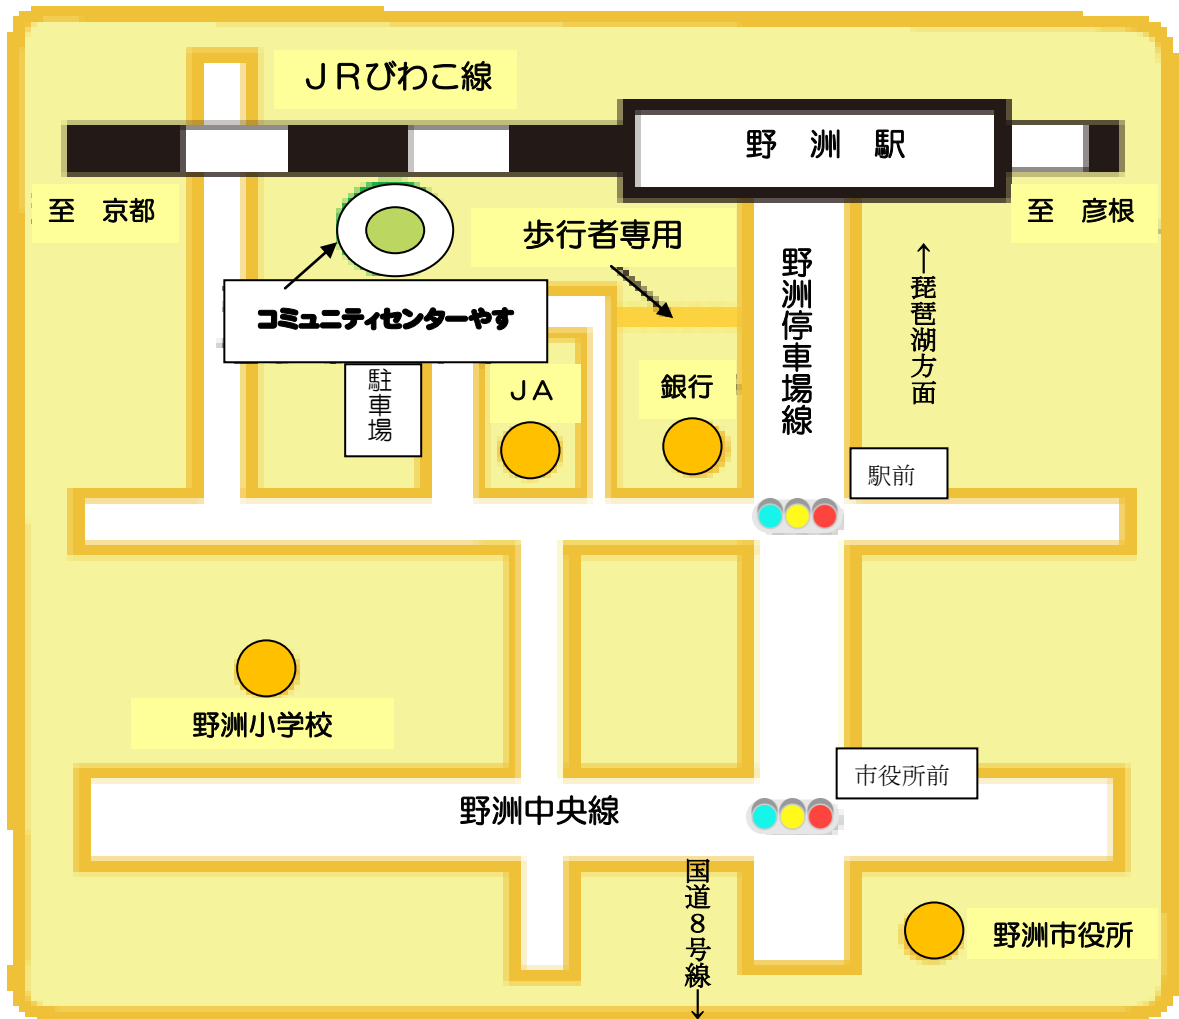 ＪＲびわこ線
野　洲　駅
至　京都
至　彦根
歩行者専用
野洲停車場線
←琵琶湖方面
コミュニティセンターやす
駐車場
ＪＡ
銀行
駅前
野洲小学校
市役所前
野洲中央線
国道８号線→
野洲市役所